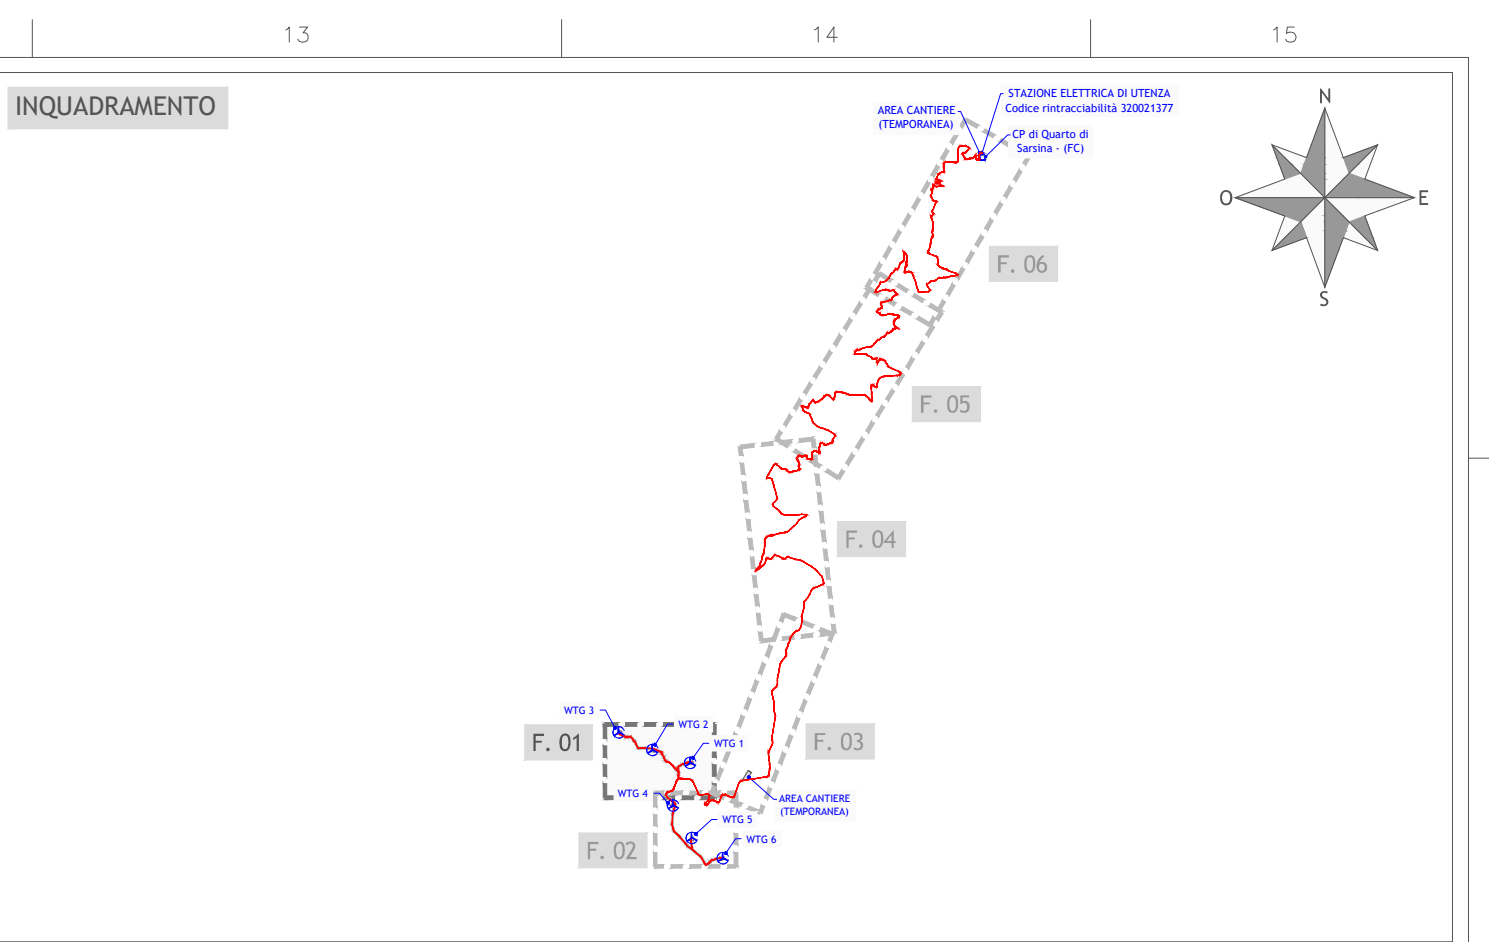 13
14
15
INQUADRAMENTO
STAZIONE ELETTRICA DI UTENZA
Codice rintracciabilità 320021377
AREA CANTIERE
(TEMPORANEA)
CP di Quarto di
Sarsina - (FC)
N
O
E
S
F. 06
F. 05
F. 04
F. 03
WTG 3
WTG 2
WTG 1
F. 01
WTG 4
AREA CANTIERE
(TEMPORANEA)
WTG 5
WTG 6
F. 02